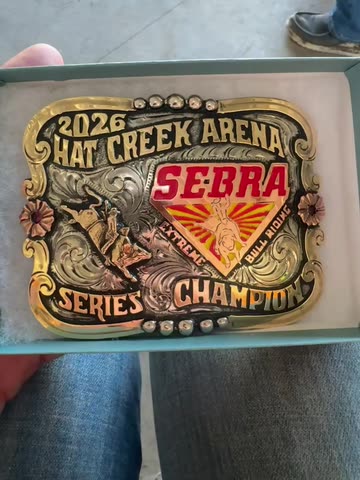 2026
HAT CREEK ARENA
SEBRA
EXTREME BULL RIDING
SERIES CHAMPION